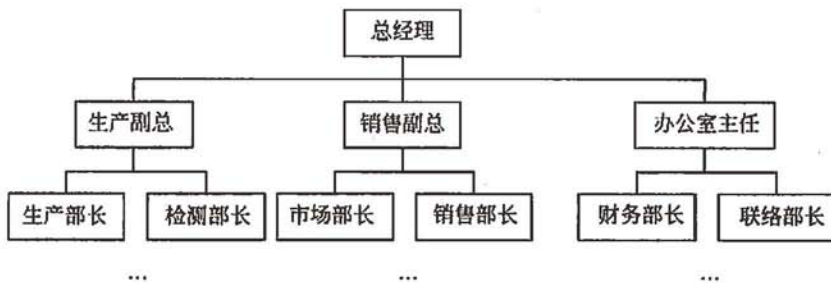 总经理
生产副总 销售副总 办公室主任
生产部长 检测部长 市场部长 销售部长 财务部长 联络部长
... ... ...